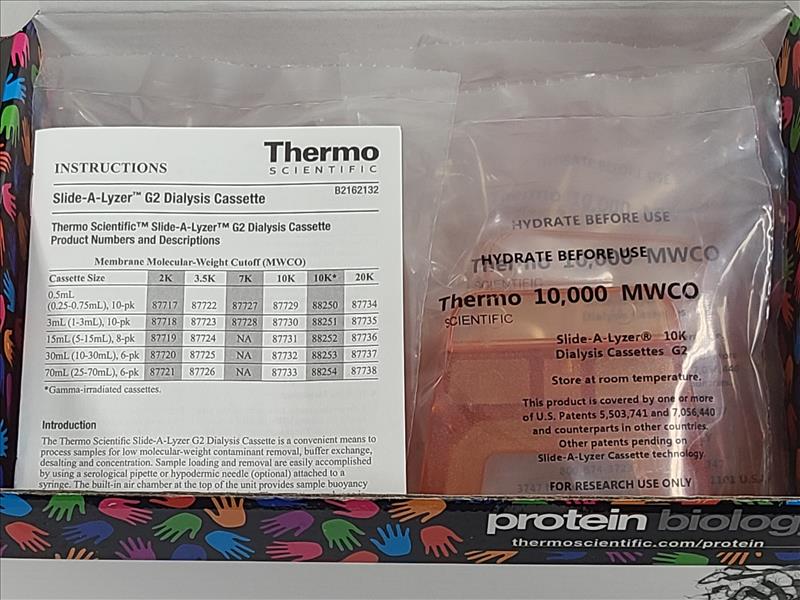 INSTRUCTIONS
Thermo
SCIENTIFIC
Slide-A-Lyzer™ G2 Dialysis Cassette
B2162132
Thermo Scientific™ Slide-A-Lyzer™ G2 Dialysis Cassette
Product Numbers and Descriptions
Membrane Molecular-Weight Cutoff (MWCO)
Cassette Size 2K 3.5K 7K 10K 10K* 20K
0.5mL
(0.25-0.75mL), 10-pk 87717 87722 87727 87729 88250 87734
3mL (1-3mL), 10-pk 87718 87723 87728 87730 88251 87735
15mL (5-15mL), 8-pk 87719 87724 NA 87731 88252 87736
30mL (10-30mL), 6-pk 87720 87725 NA 87732 88253 87737
70mL (25-70mL), 6-pk 87721 87726 NA 87733 88254 87738
*Gamma-irradiated cassettes.
Introduction
The Thermo Scientific Slide-A-Lyzer G2 Dialysis Cassette is a convenient means to
process samples for low molecular-weight contaminant removal, buffer exchange,
desalting and concentration. Sample loading and removal are easily accomplished
by using a serological pipette or hypodermic needle (optional) attached to a
syringe. The built-in air chamber at the top of the unit provides sample buoyancy
HYDRATE BEFORE USE
HYDRATE BEFORE USE
Thermo 10,000 MWCO
SCIENTIFIC
Thermo 10,000 MWCO
SCIENTIFIC
Slide-A-Lyzer® 10K
Dialysis Cassettes G2
Store at room temperature.
This product is covered by one or more
of U.S. Patents 5,503,741 and 7,056,440
and counterparts in other countries.
Other patents pending on
Slide-A-Lyzer Cassette technology.
FOR RESEARCH USE ONLY
protein biology
thermoscientific.com/protein